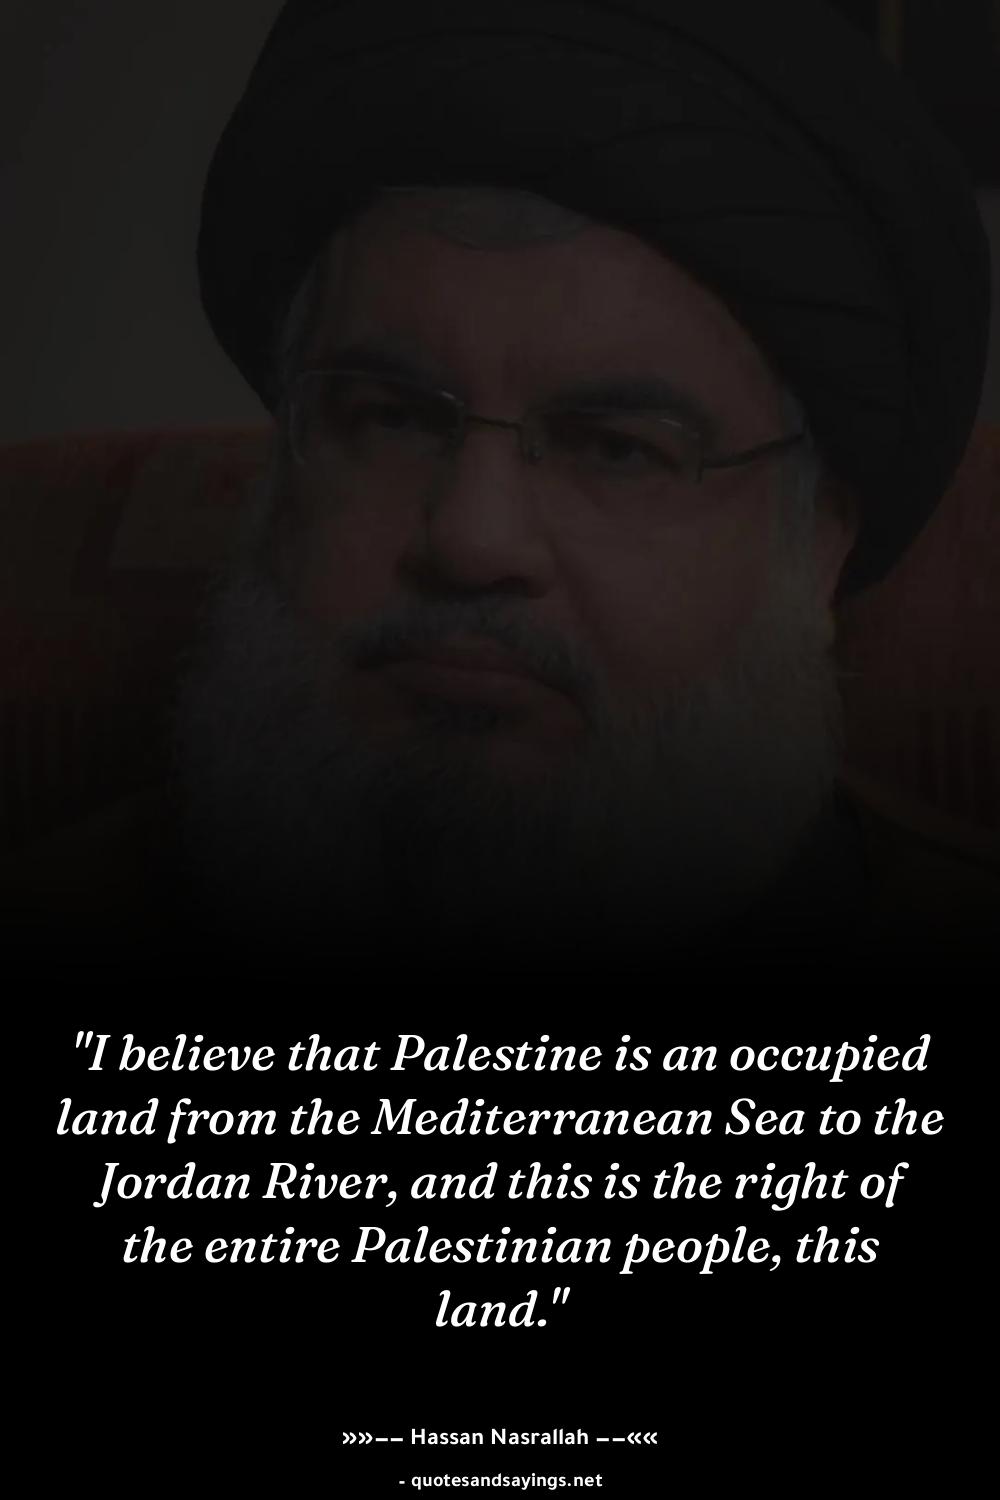 "I believe that Palestine is an occupied
land from the Mediterranean Sea to the
Jordan River, and this is the right of
the entire Palestinian people, this
land."
»»−− Hassan Nasrallah −−««
- quotesandsayings.net